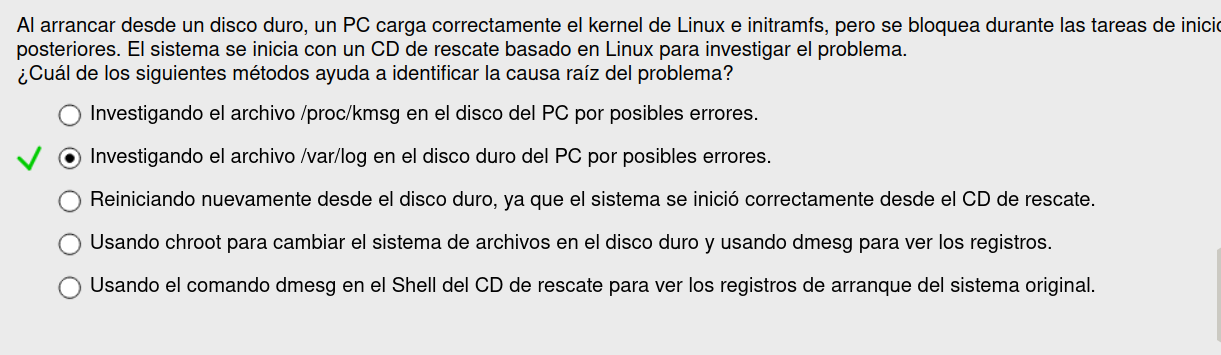 Al arrancar desde un disco duro, un PC carga correctamente el kernel de Linux e initramfs, pero se bloquea durante las tareas de inicio
posteriores. El sistema se inicia con un CD de rescate basado en Linux para investigar el problema.
¿Cuál de los siguientes métodos ayuda a identificar la causa raíz del problema?
Investigando el archivo /proc/kmsg en el disco del PC por posibles errores.
Investigando el archivo /var/log en el disco duro del PC por posibles errores.
Reiniciando nuevamente desde el disco duro, ya que el sistema se inició correctamente desde el CD de rescate.
Usando chroot para cambiar el sistema de archivos en el disco duro y usando dmesg para ver los registros.
Usando el comando dmesg en el Shell del CD de rescate para ver los registros de arranque del sistema original.